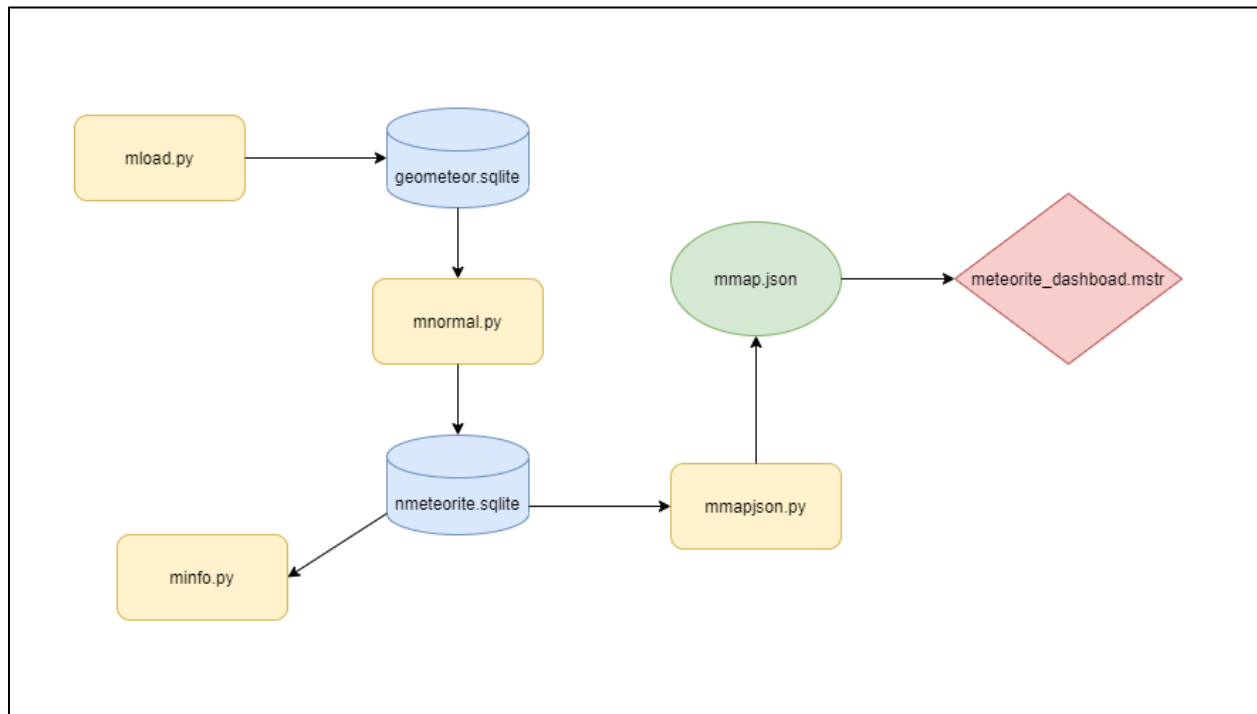 mload.py
geometeor.sqlite
mnormal.py
mmap.json
meteorite_dashboad.mstr
nmeteorite.sqlite
mmapjson.py
minfo.py